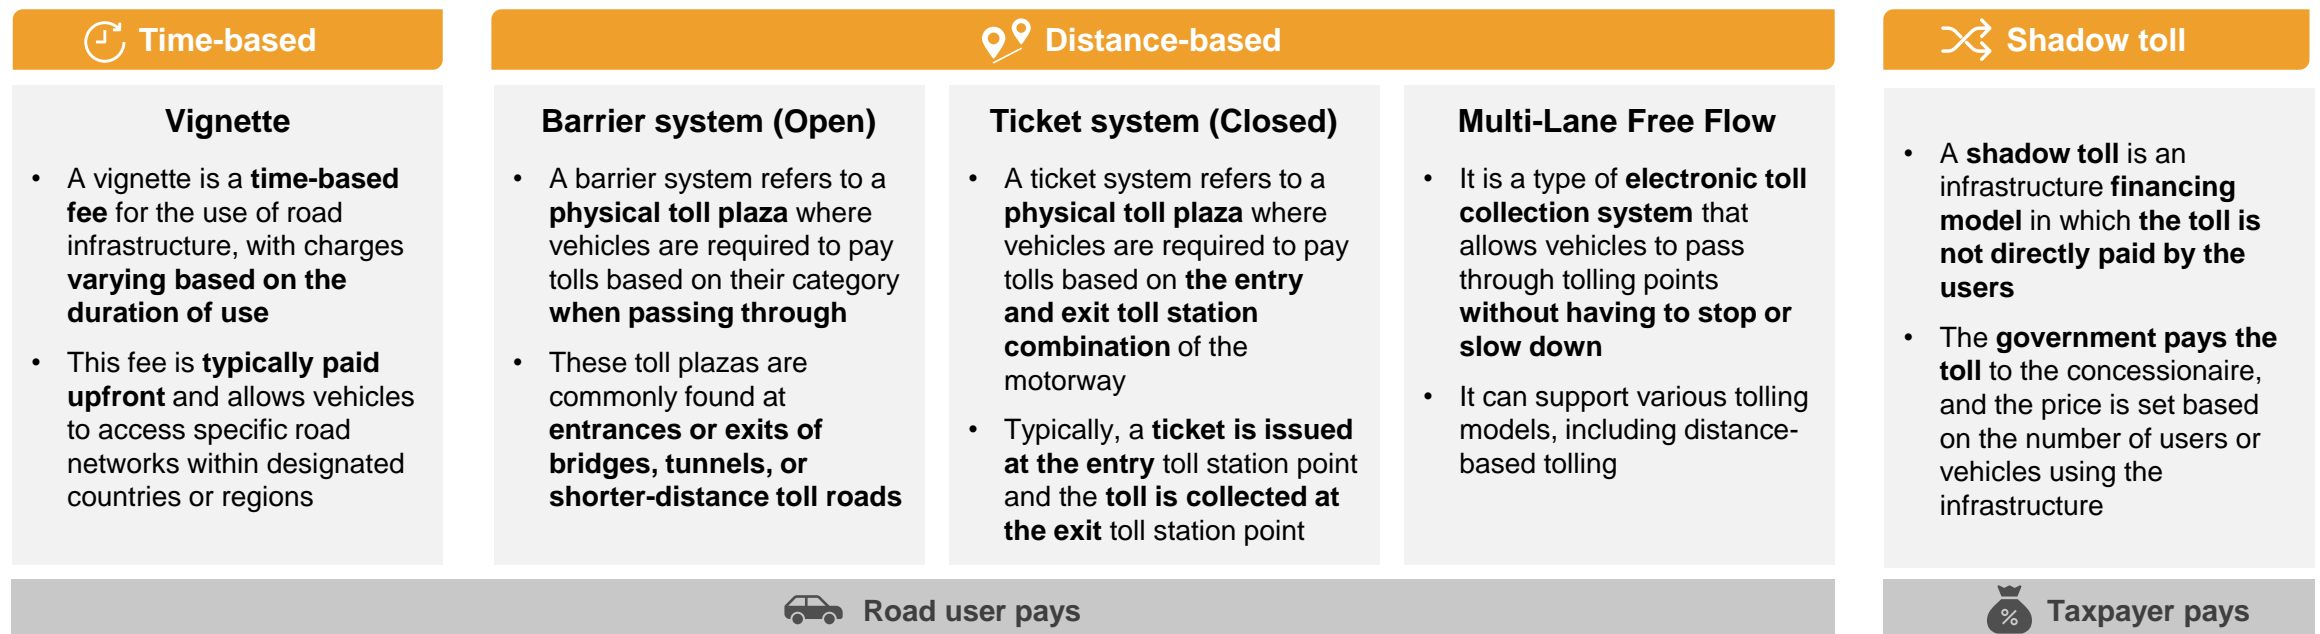 Time-based
Distance-based
Shadow toll
Vignette
• A vignette is a time-based
fee for the use of road
infrastructure, with charges
varying based on the
duration of use
• This fee is typically paid
upfront and allows vehicles
to access specific road
networks within designated
countries or regions
Barrier system (Open)
• A barrier system refers to a
physical toll plaza where
vehicles are required to pay
tolls based on their category
when passing through
• These toll plazas are
commonly found at
entrances or exits of
bridges, tunnels, or
shorter-distance toll roads
Ticket system (Closed)
• A ticket system refers to a
physical toll plaza where
vehicles are required to pay
tolls based on the entry
and exit toll station
combination of the
motorway
• Typically, a ticket is issued
at the entry toll station point
and the toll is collected at
the exit toll station point
Multi-Lane Free Flow
• It is a type of electronic toll
collection system that
allows vehicles to pass
through tolling points
without having to stop or
slow down
• It can support various tolling
models, including distance-
based tolling
• A shadow toll is an
infrastructure financing
model in which the toll is
not directly paid by the
users
• The government pays the
toll to the concessionaire,
and the price is set based
on the number of users or
vehicles using the
infrastructure
Road user pays
%
Taxpayer pays